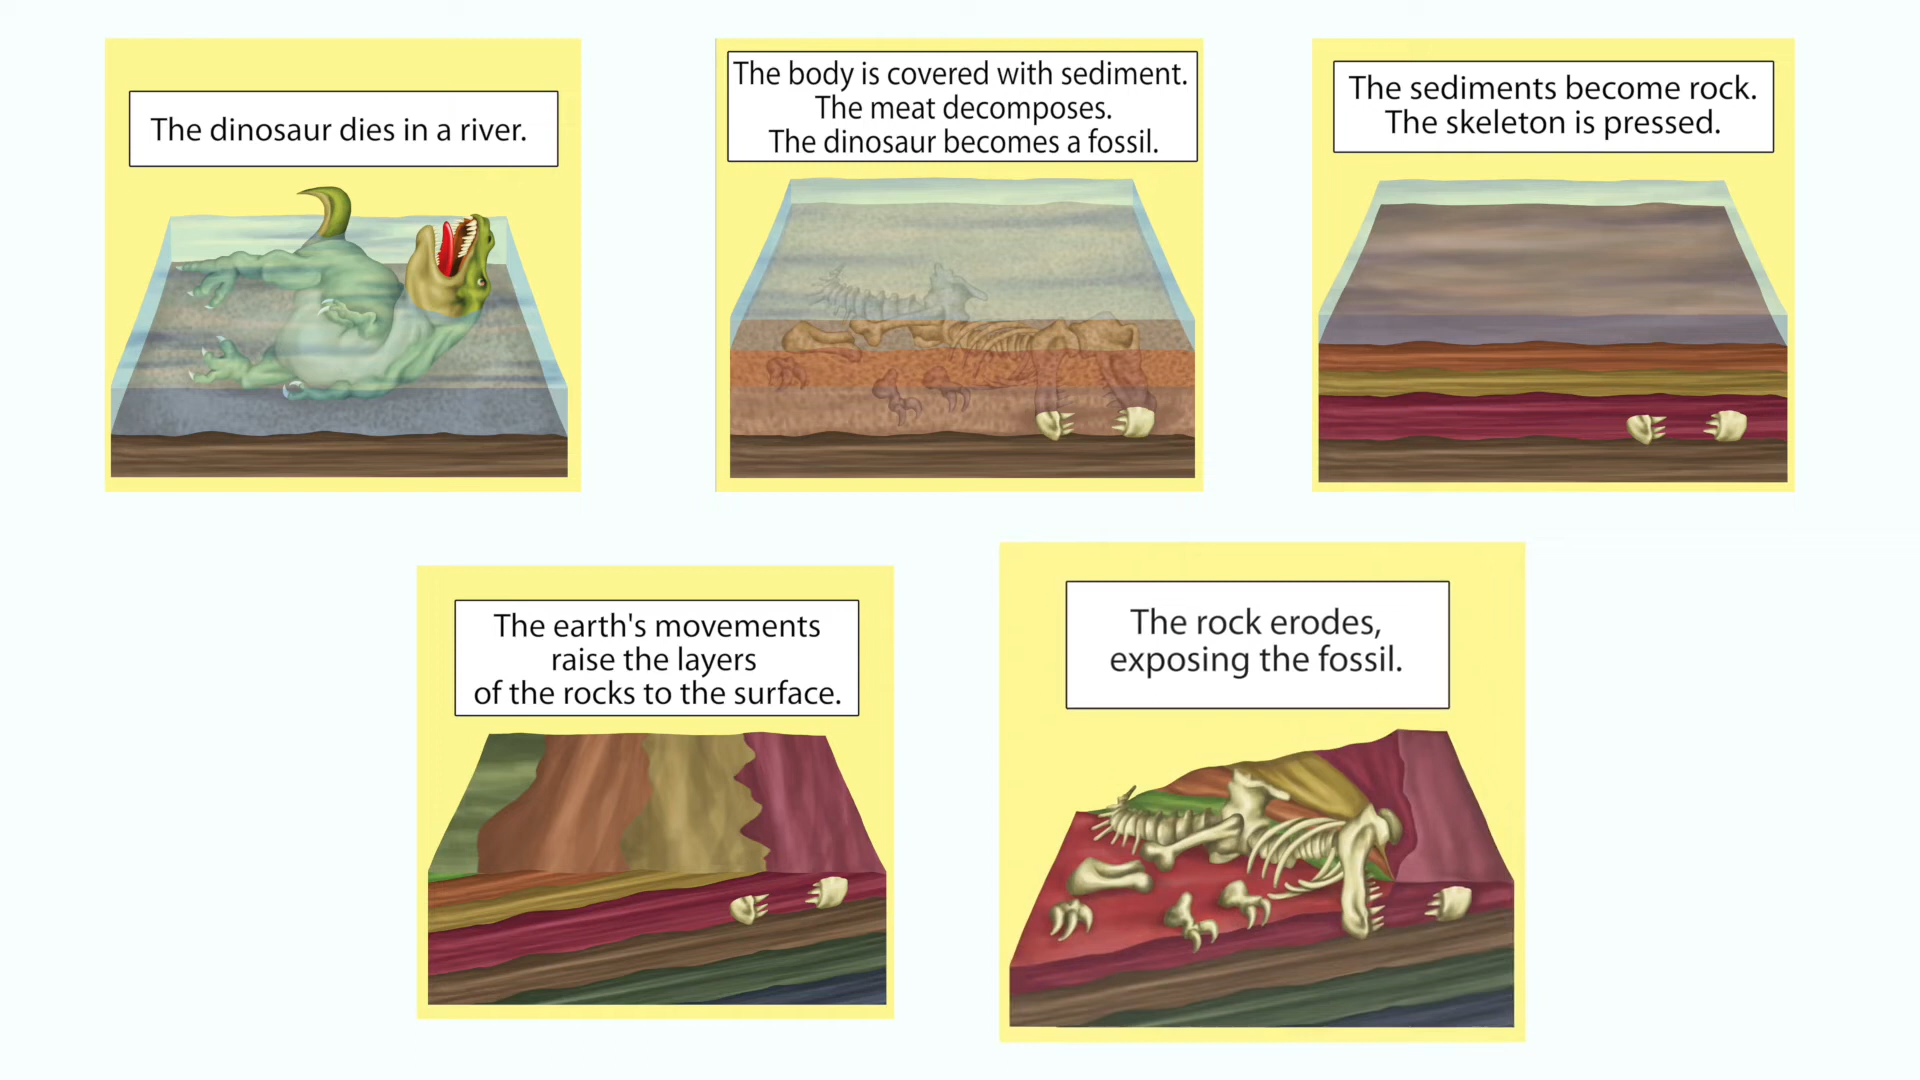 The dinosaur dies in a river.
The body is covered with sediment.
The meat decomposes.
The dinosaur becomes a fossil.
The sediments become rock.
The skeleton is pressed.
The earth's movements
raise the layers
of the rocks to the surface.
The rock erodes,
exposing the fossil.